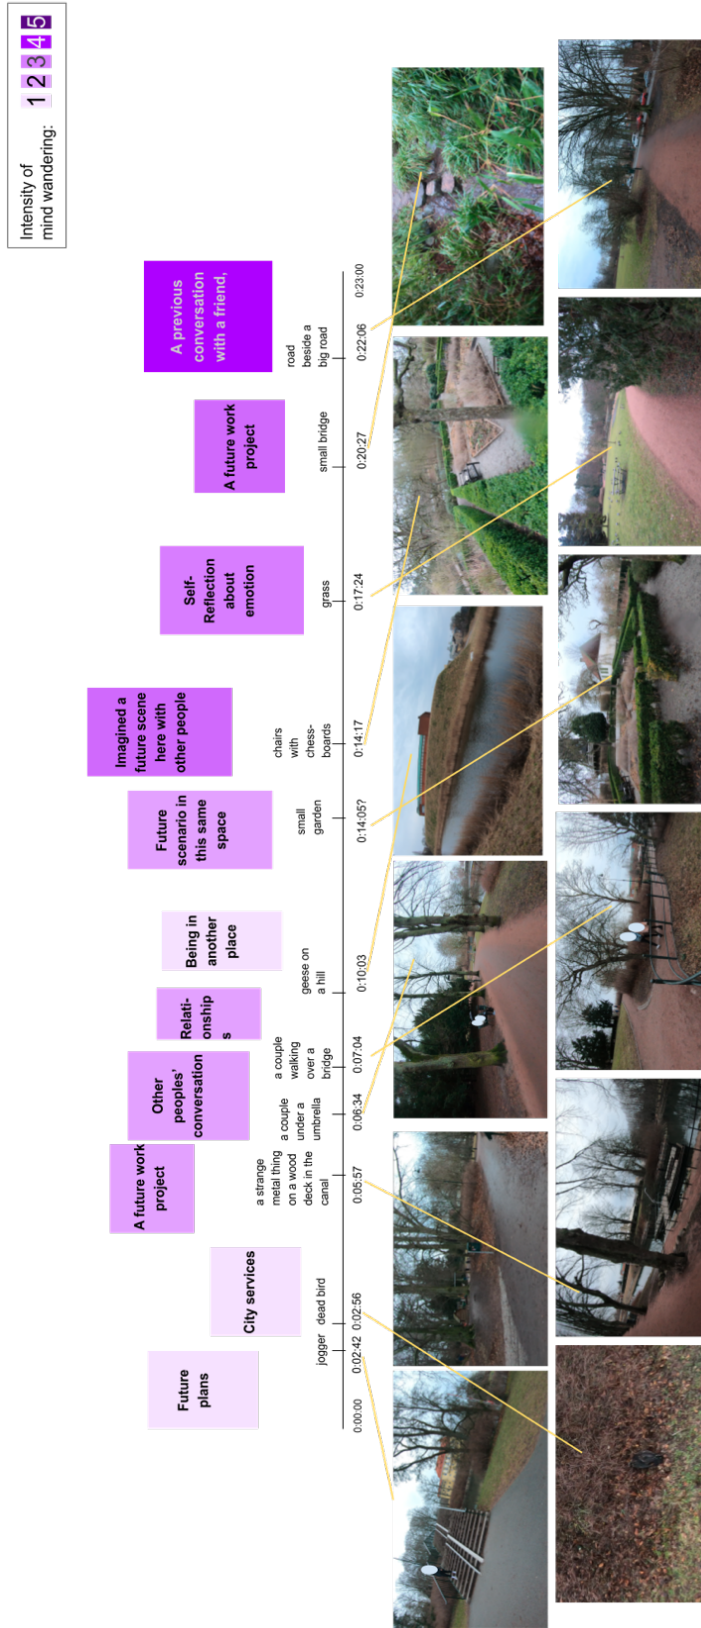 Intensity of
mind wandering: 1 2 3 4 5
Future
plans
City services
A future work
project
Other
peoples'
conversation
Relati-
onship
s
Being in
another
place
Future
scenario in
this same
space
Imagined a
future scene
here with
other people
Self-
Reflection
about
emotion
A future work
project
A previous
conversation
with a friend,
jogger
dead bird
a strange
metal thing
on a wood
deck in the
canal
a couple
under a
umbrella
a couple
walking
over a
bridge
geese on
a hill
small
garden
chairs
with
chess-
boards
grass
small bridge
road
beside a
big road
0:00:00
0:02:42
0:02:56
0:05:57
0:06:34
0:07:04
0:10:03
0:14:05?
0:14:17
0:17:24
0:20:27
0:22:06
0:23:00